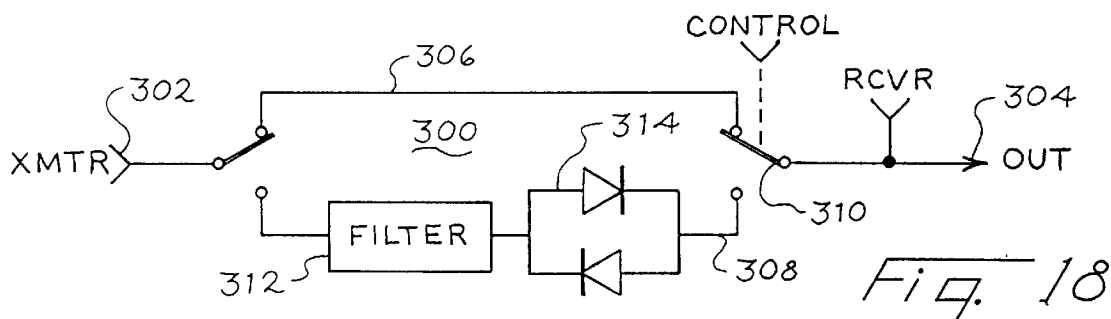 CONTROL
306
RCVR
302
304
300
314
XMTR
OUT
310
FILTER
312
308
Fig. 18